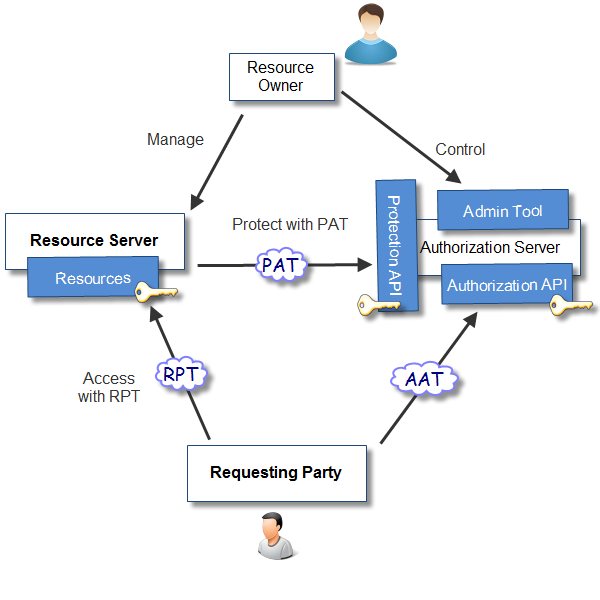 Resource
Owner
Manage
Control
Admin Tool
Protection API
Protect with PAT
Resource Server
Authorization Server
PAT
Resources
Authorization API
RPT
AAT
Access
with RPT
Requesting Party